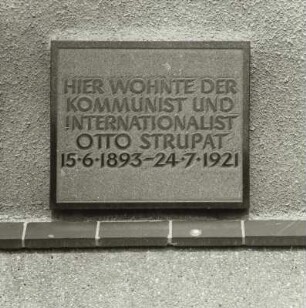 HIER WOHNTE DER
KOMMUNIST UND
INTERNATIONALIST
OTTO STRUPAT
15·6·1893–24·7·1921